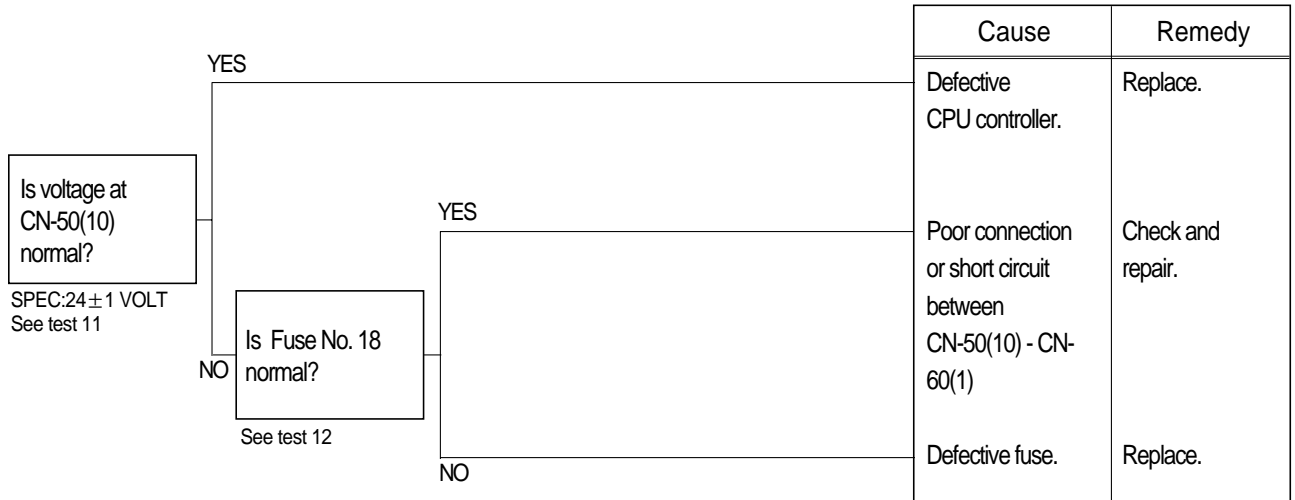 Cause
Remedy
YES
Defective
CPU controller.
Replace.
Is voltage at
CN-50(10)
normal?
SPEC:24±1 VOLT
See test 11
YES
Poor connection
or short circuit
between
CN-50(10) - CN-
60(1)
Check and
repair.
NO
Is Fuse No. 18
normal?
See test 12
NO
Defective fuse.
Replace.